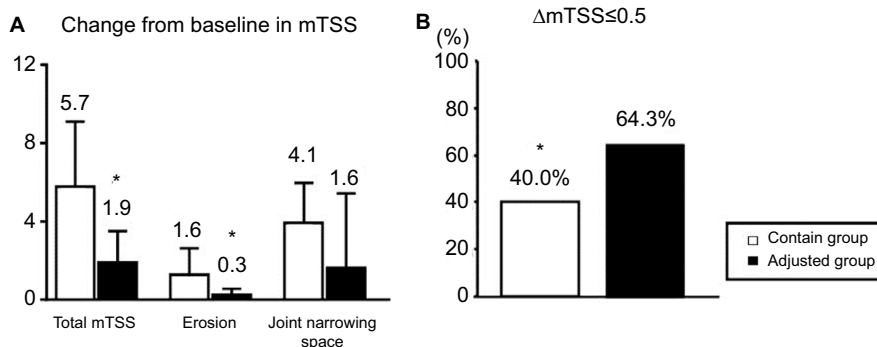 A Change from baseline in mTSS
12
8
4
0
5.7
*
1.9
1.6
*
0.3
4.1
1.6
Total mTSS
Erosion
Joint narrowing
space
B
ΔmTSS≤0.5
(%)
100
80
60
40
20
0
*
40.0%
64.3%
Contain group
Adjusted group